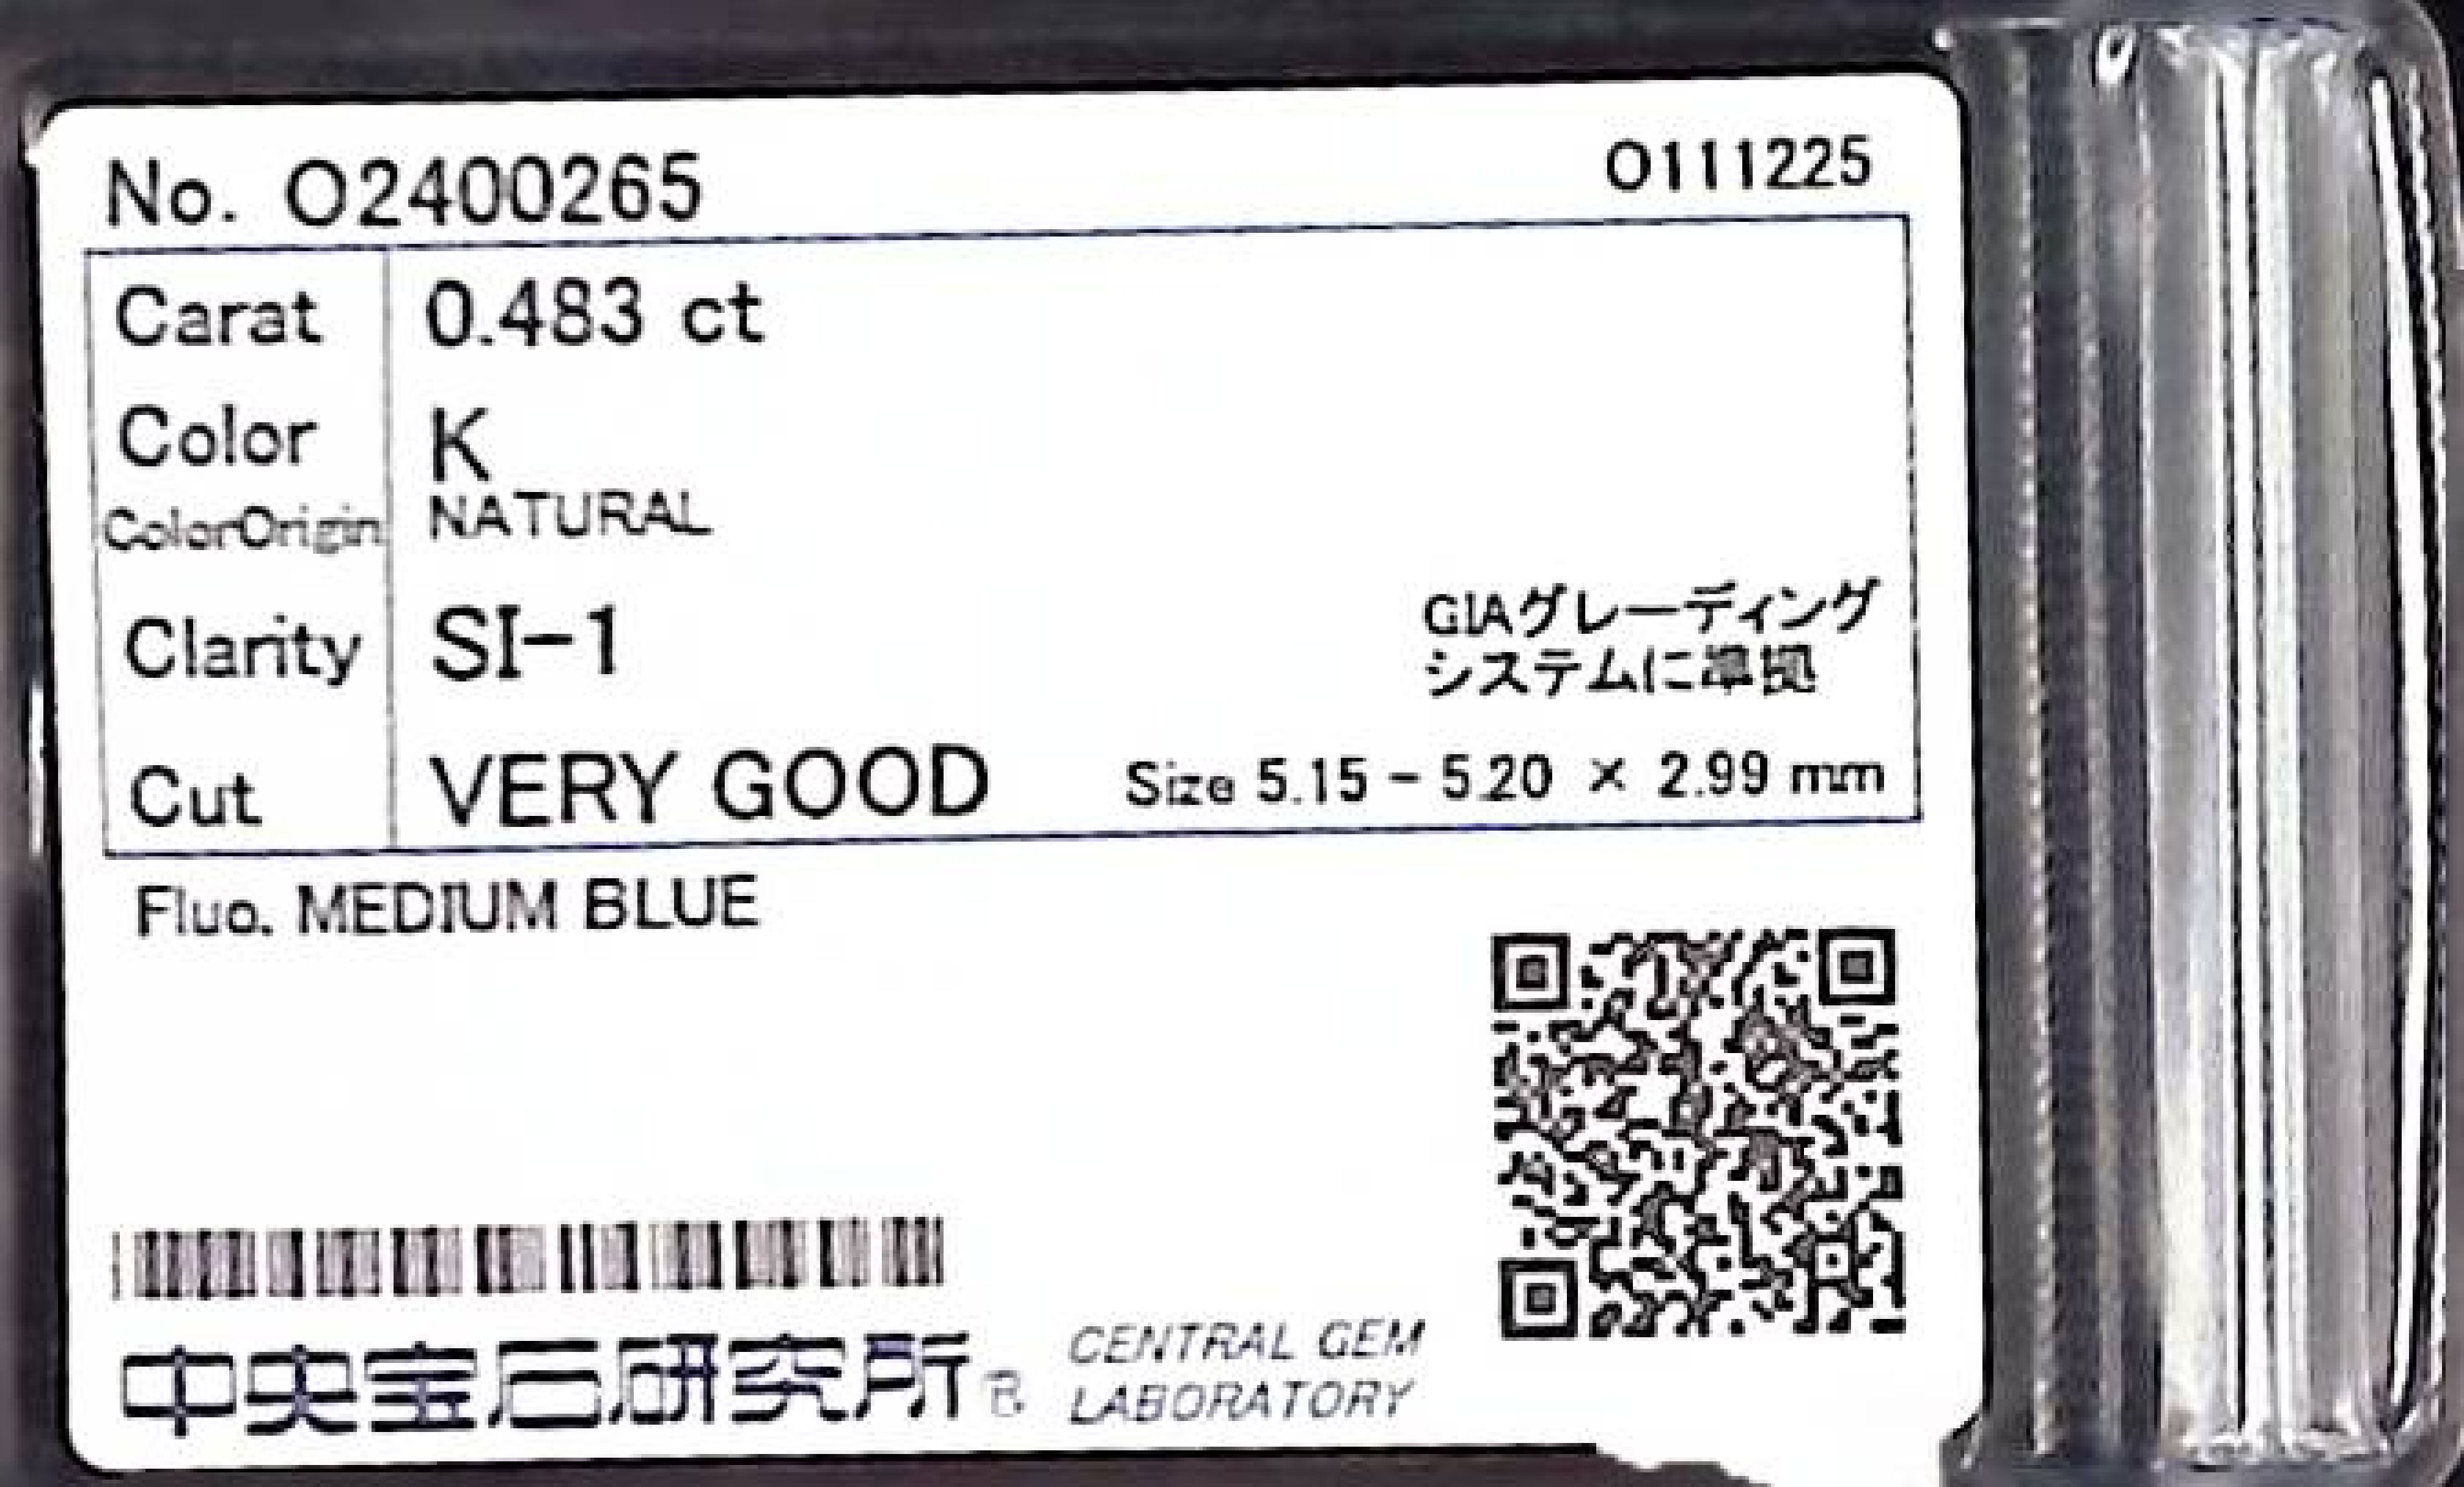 No. O2400265
O111225
Carat 0.483 ct
Color K
ColorOrigin NATURAL
Clarity SI-1
GIAグレーディング
システムに準拠
Cut VERY GOOD Size 5.15 - 5.20 × 2.99 mm
Fluo. MEDIUM BLUE
中央宝石研究所®
CENTRAL GEM
LABORATORY